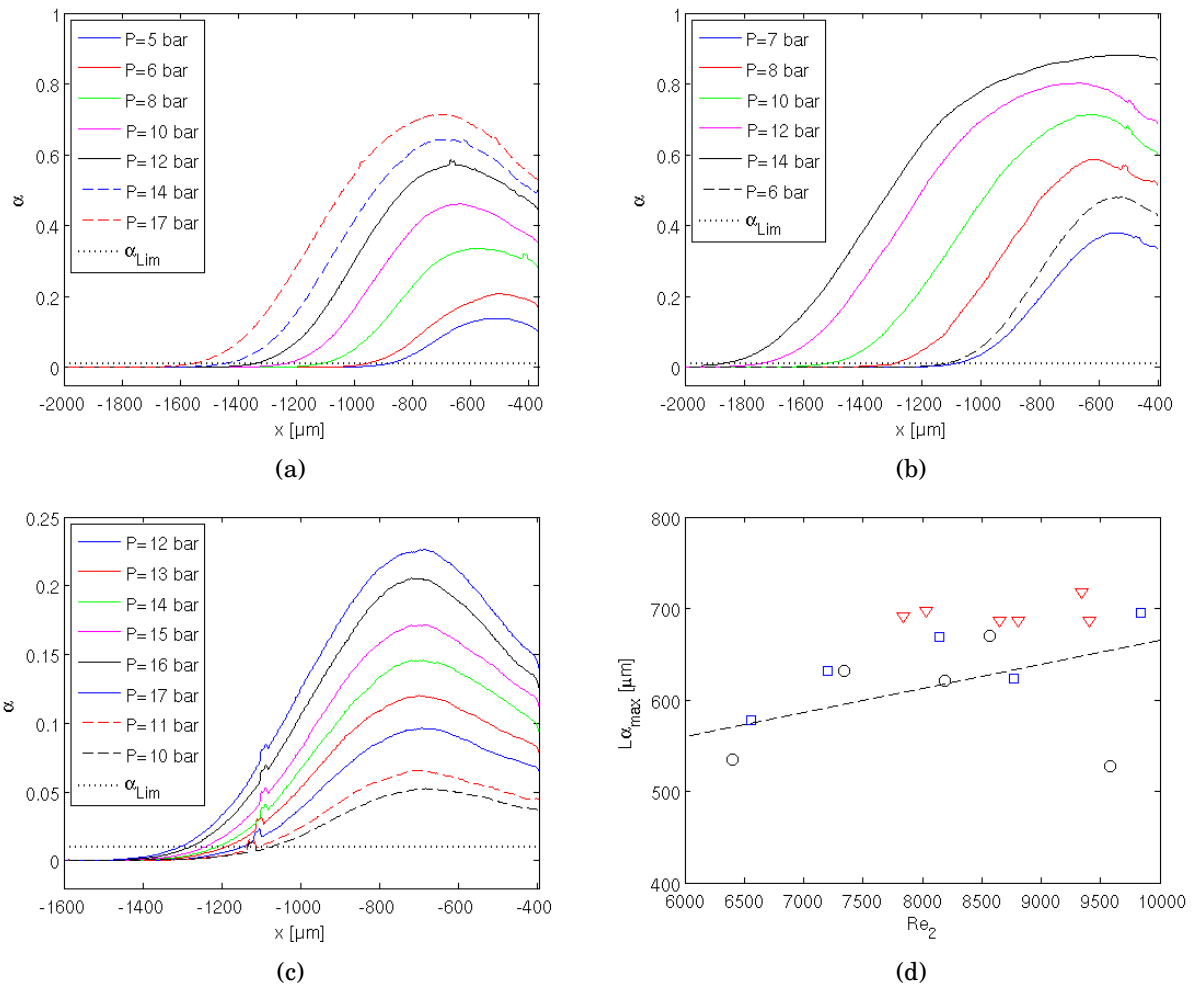 P=5 bar
P=6 bar
P=8 bar
P=10 bar
P=12 bar
P=14 bar
P=17 bar
αLim
1
0.8
0.6
0.4
0.2
0
α
-2000 -1800 -1600 -1400 -1200 -1000 -800 -600 -400
x [µm]
(a)
P=7 bar
P=8 bar
P=10 bar
P=12 bar
P=14 bar
P=6 bar
αLim
1
0.8
0.6
0.4
0.2
0
α
-2000 -1800 -1600 -1400 -1200 -1000 -800 -600 -400
x [µm]
(b)
P=12 bar
P=13 bar
P=14 bar
P=15 bar
P=16 bar
P=17 bar
P=11 bar
P=10 bar
αLim
0.25
0.2
0.15
0.1
0.05
0
α
-1600 -1400 -1200 -1000 -800 -600 -400
x [µm]
(c)
800
700
600
500
400
Lαmax [µm]
6000 6500 7000 7500 8000 8500 9000 9500 10000
Re2
(d)